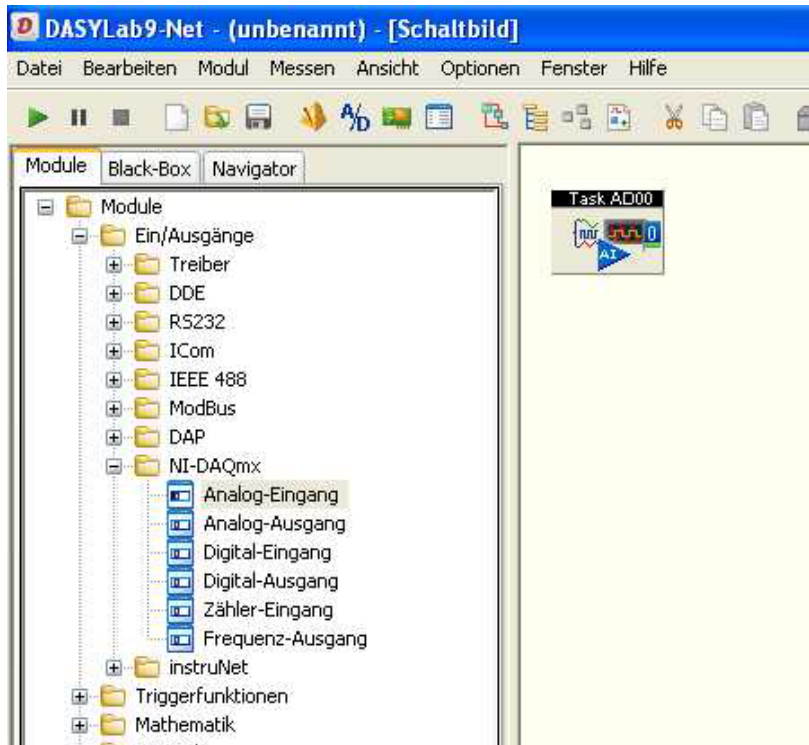 DASYLab9-Net - (unbenannt) - [Schaltbild]
Datei Bearbeiten Modul Messen Ansicht Optionen Fenster Hilfe
A/D
Module Black-Box Navigator
Module
Ein/Ausgänge
Treiber
DDE
RS232
ICom
IEEE 488
ModBus
DAP
NI-DAQmx
Analog-Eingang
Analog-Ausgang
Digital-Eingang
Digital-Ausgang
Zähler-Eingang
Frequenz-Ausgang
instruNet
Triggerfunktionen
Mathematik
Task AD00
0
AI